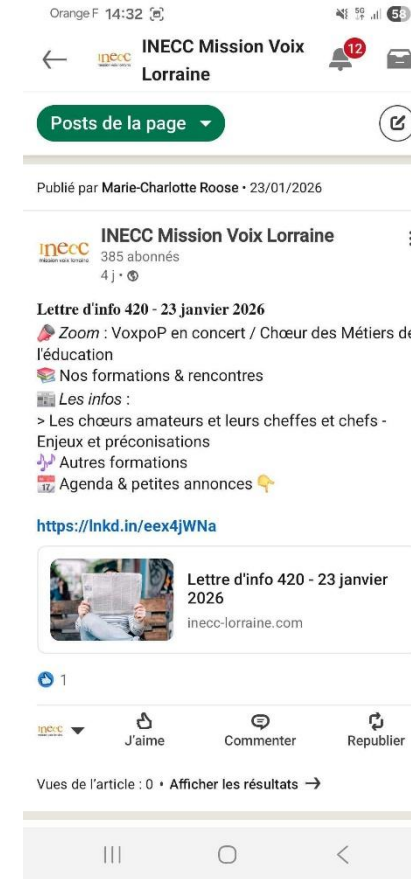 Orange F 14:32
58
INECC Mission Voix
Lorraine
12
Posts de la page
Publié par Marie-Charlotte Roose • 23/01/2026
inecc
INECC Mission Voix Lorraine
385 abonnés
4 j •
Lettre d'info 420 - 23 janvier 2026
Zoom : VoxpoP en concert / Chœur des Métiers de
l'éducation
Nos formations & rencontres
Les infos :
> Les chœurs amateurs et leurs cheffes et chefs -
Enjeux et préconisations
Autres formations
Agenda & petites annonces
https://lnkd.in/eex4jWNa
Lettre d'info 420 - 23 janvier
2026
inecc-lorraine.com
1
J'aime
Commenter
Republier
Vues de l'article : 0 • Afficher les résultats →